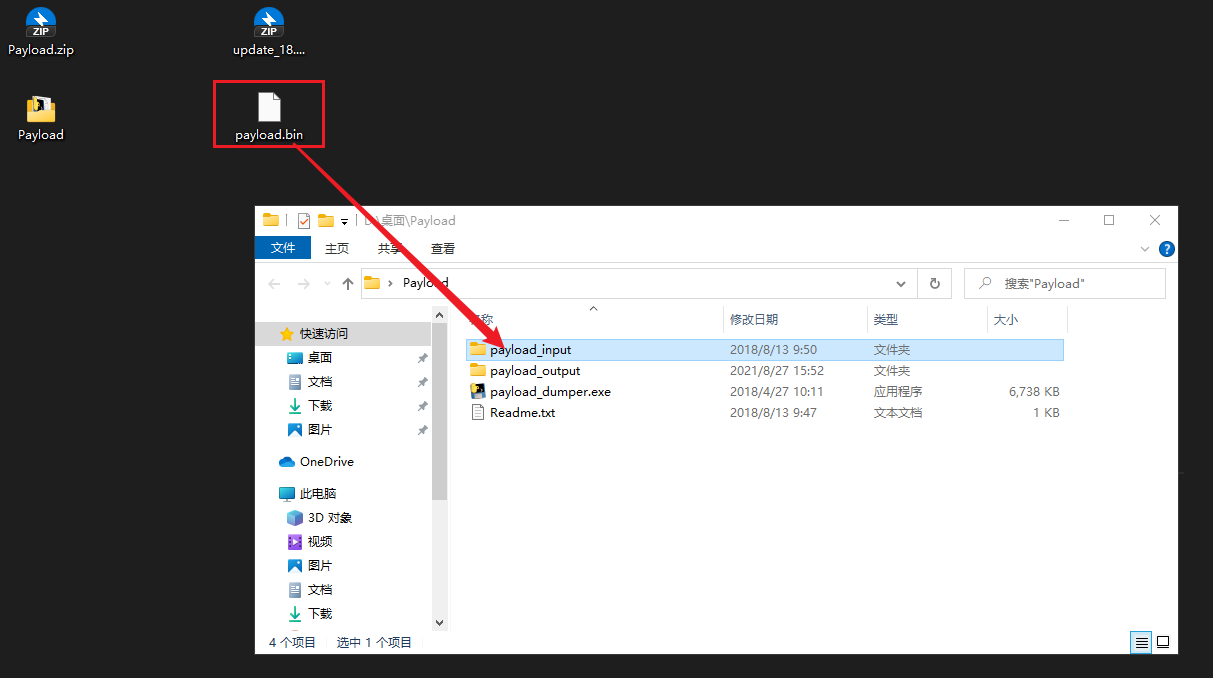 ZIP
ZIP
Payload.zip
update_18....
Payload
payload.bin
桌面\Payload
文件 主页 共享 查看
Payload
搜索"Payload"
修改日期 类型 大小
快速访问
桌面
文档
下载
图片
OneDrive
此电脑
3D 对象
视频
图片
文档
下载
payload_input 2018/8/13 9:50 文件夹
payload_output 2021/8/27 15:52 文件夹
payload_dumper.exe 2018/4/27 10:11 应用程序 6,738 KB
Readme.txt 2018/8/13 9:47 文本文档 1 KB
4 个项目 选中 1 个项目